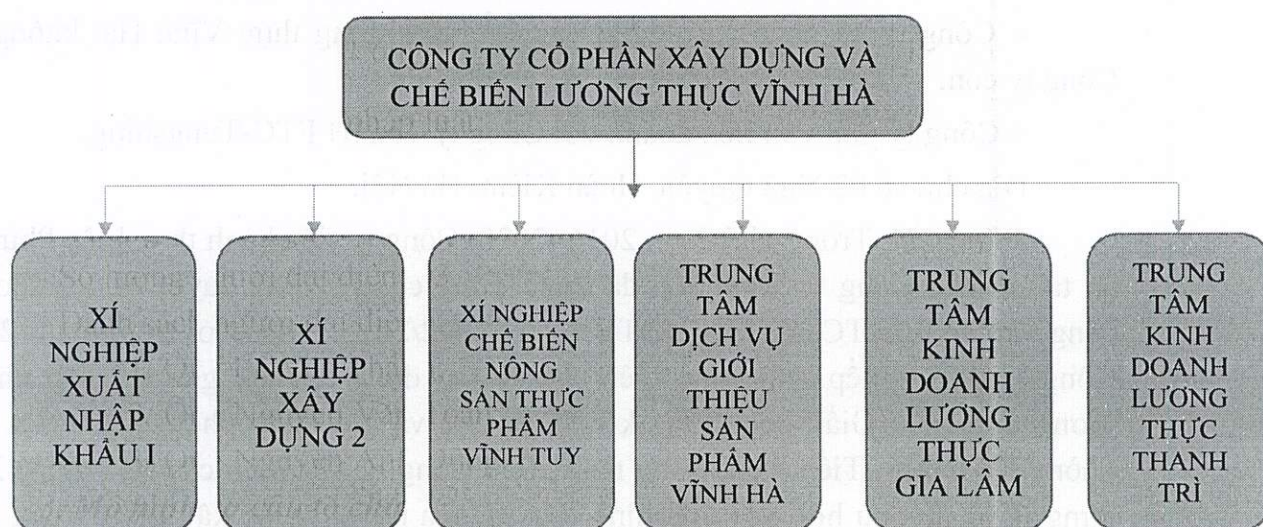 CÔNG TY CỔ PHẦN XÂY DỰNG VÀ
CHẾ BIẾN LƯƠNG THỰC VĨNH HÀ
XÍ
NGHIỆP
XUẤT
NHẬP
KHẨU I
XÍ
NGHIỆP
XÂY
DỰNG 2
XÍ NGHIỆP
CHẾ BIẾN
NÔNG
SẢN THỰC
PHẨM
VĨNH TUY
TRUNG
TÂM
DỊCH VỤ
GIỚI
THIỆU
SẢN
PHẨM
VĨNH HÀ
TRUNG
TÂM
KINH
DOANH
LƯƠNG
THỰC
GIA LÂM
TRUNG
TÂM
KINH
DOANH
LƯƠNG
THỰC
THANH
TRÌ